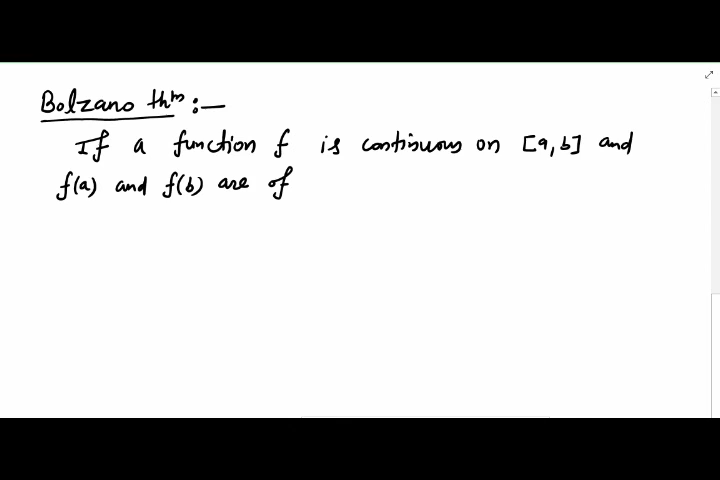 Bolzano thm :—
If a function f is continuous on [a, b] and
f(a) and f(b) are of